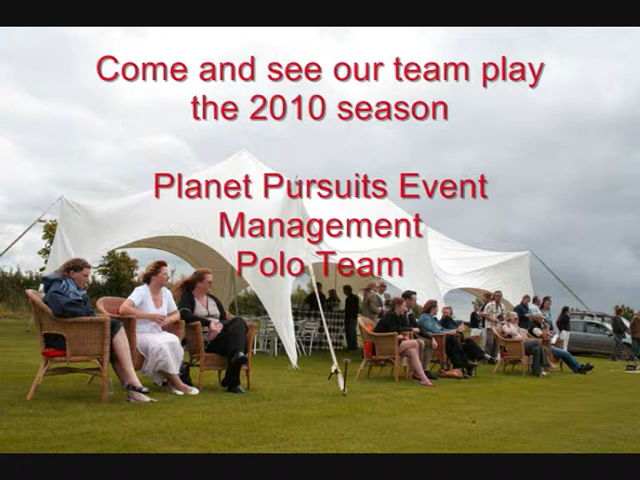 Come and see our team play
the 2010 season
Planet Pursuits Event
Management
Polo Team